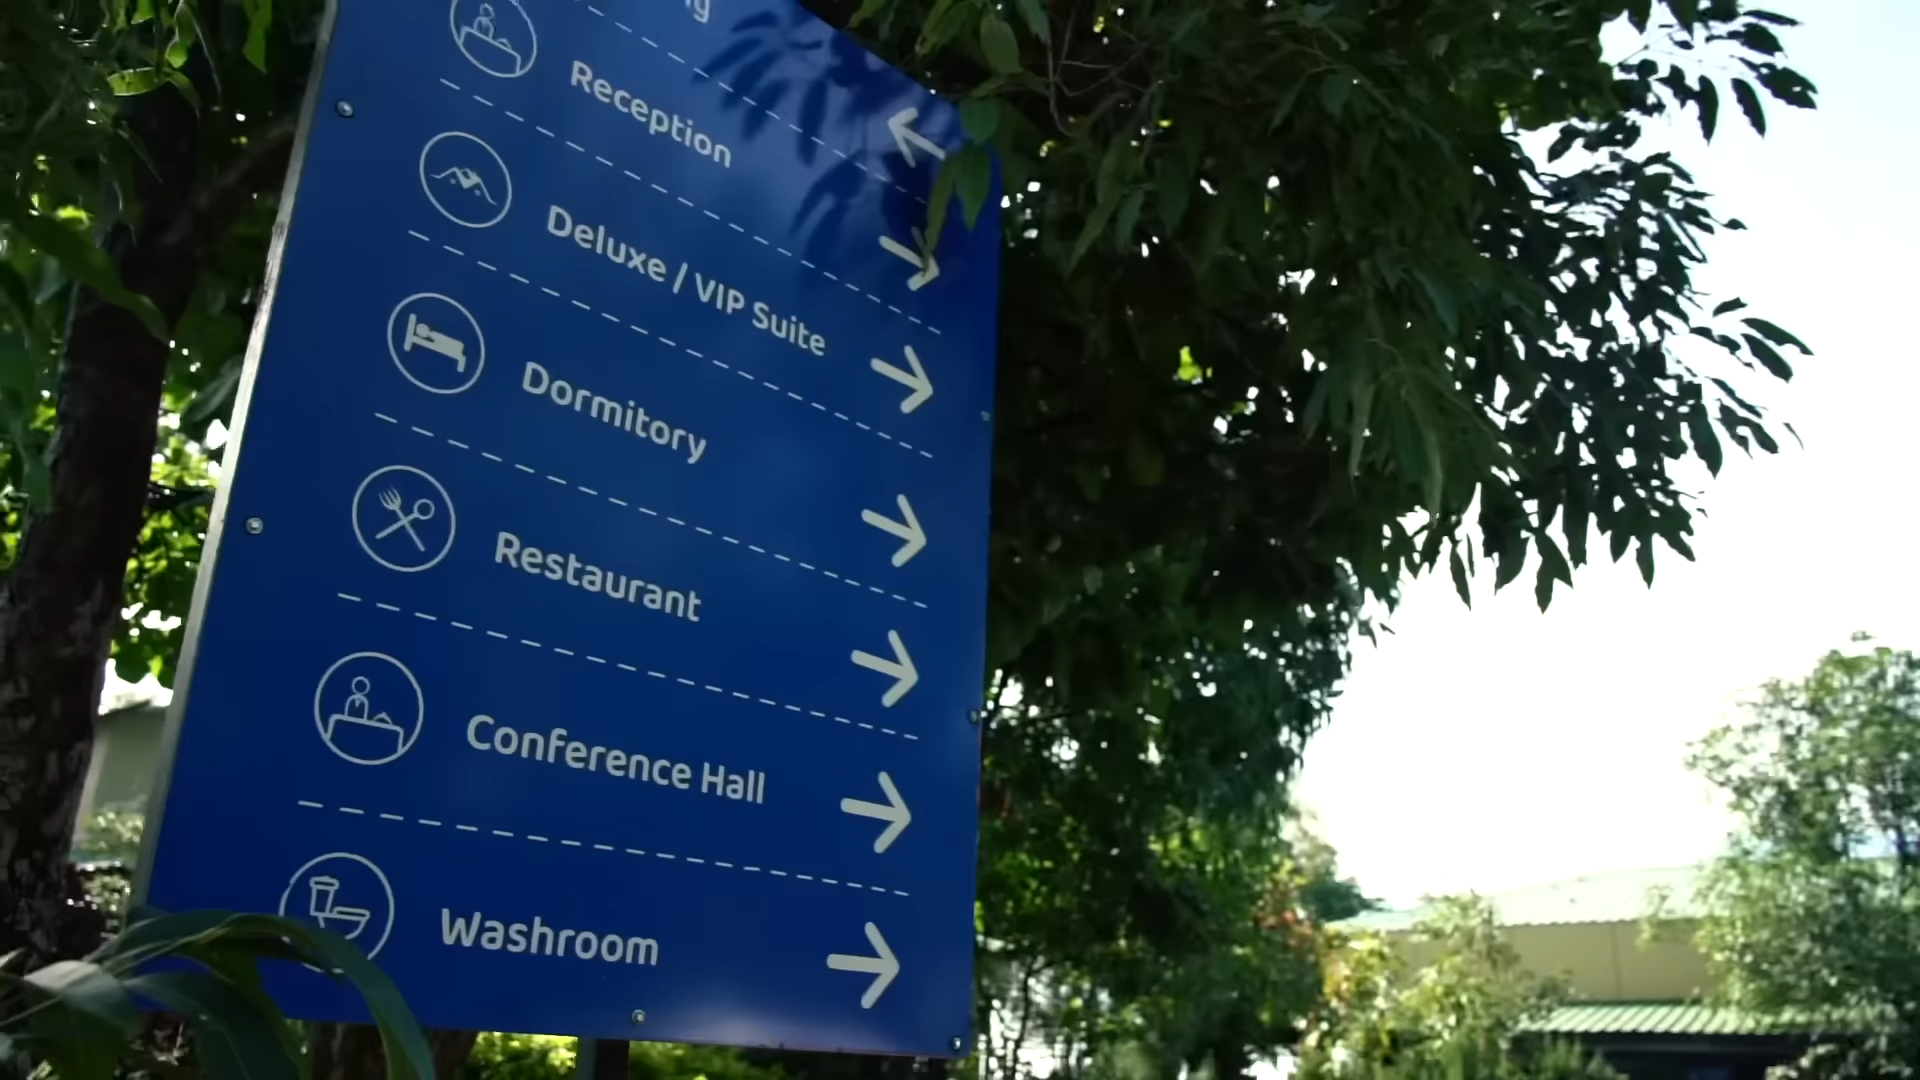 Reception
Deluxe / VIP Suite
Dormitory
Restaurant
Conference Hall
Washroom